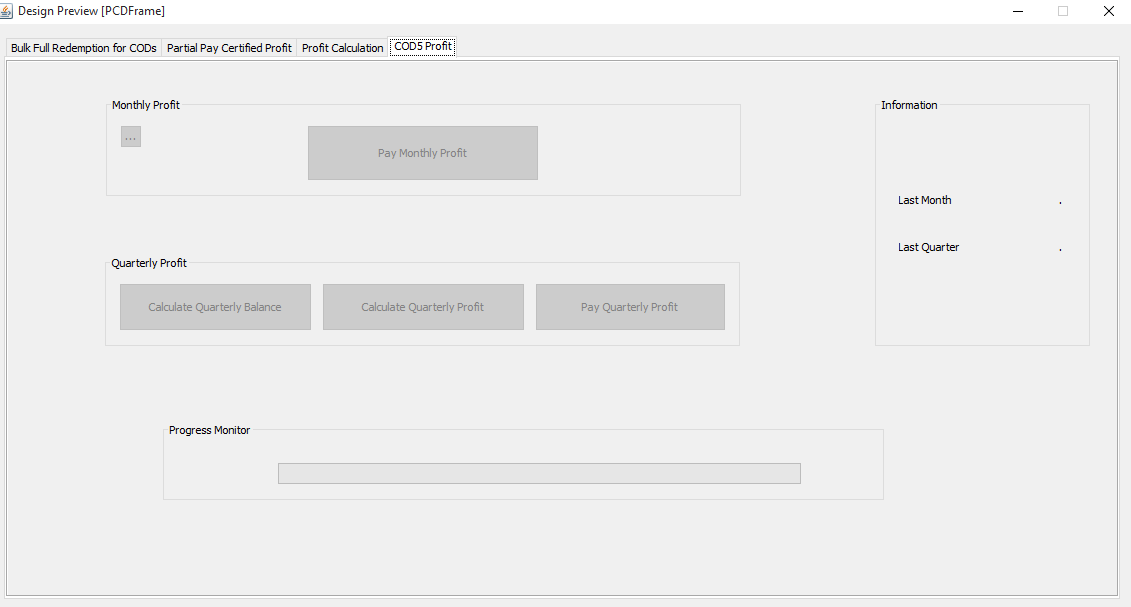 Design Preview [PCDFrame]
Bulk Full Redemption for CODs Partial Pay Certified Profit Profit Calculation COD5 Profit
Monthly Profit
...
Pay Monthly Profit
Information
Last Month .
Last Quarter .
Quarterly Profit
Calculate Quarterly Balance Calculate Quarterly Profit Pay Quarterly Profit
Progress Monitor